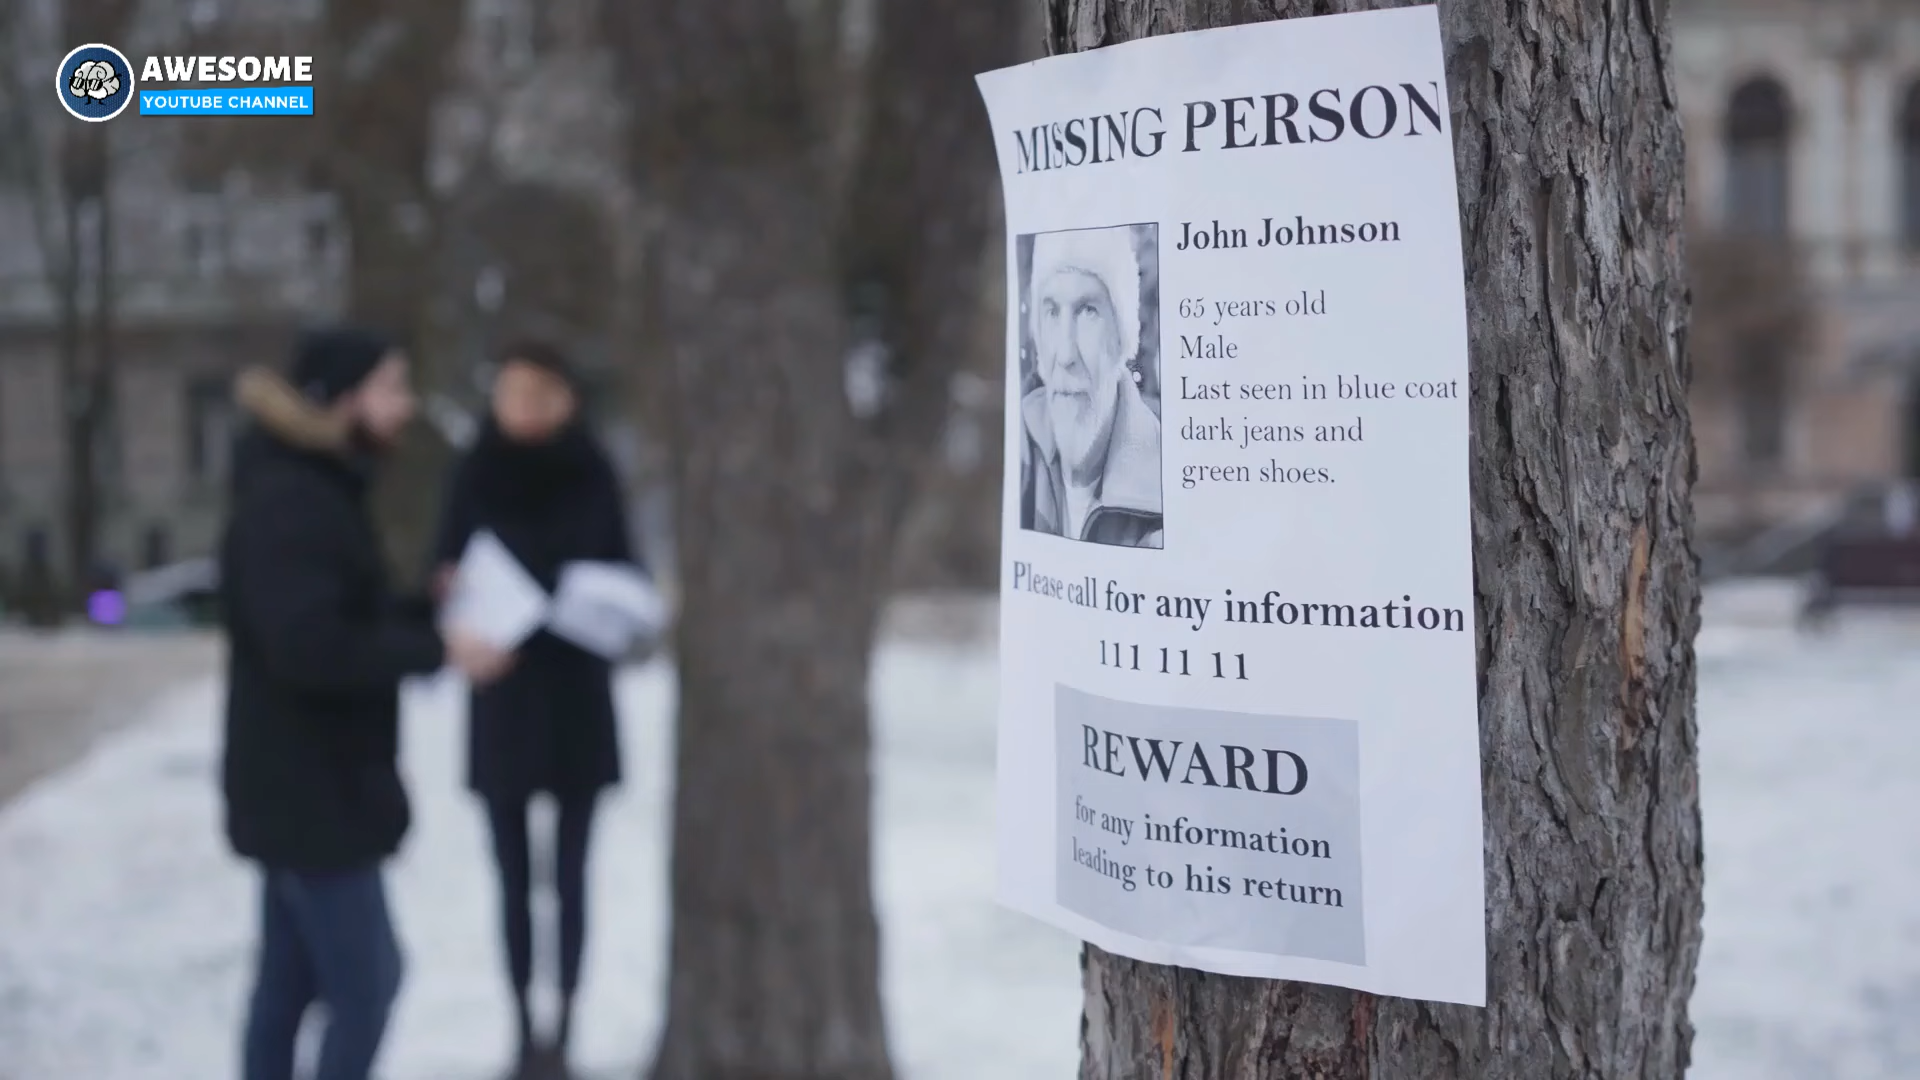 AWESOME
YOUTUBE CHANNEL
MISSING PERSON
John Johnson
65 years old
Male
Last seen in blue coat
dark jeans and
green shoes.
Please call for any information
111 11 11
REWARD
for any information
leading to his return